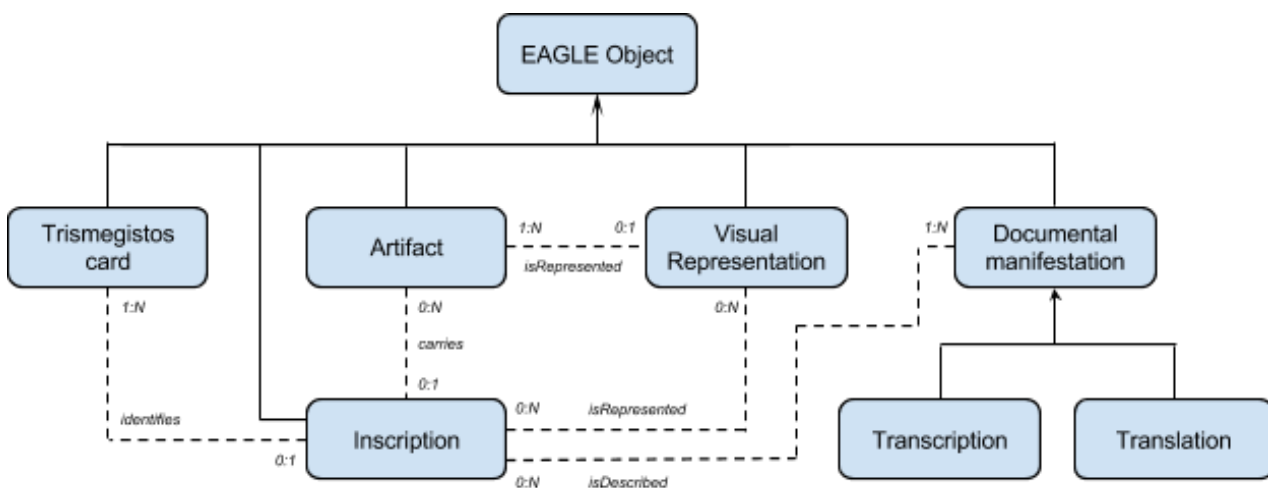 EAGLE Object
Trismegistos
card
Artifact
1:N
0:1
isRepresented
Visual
Representation
1:N
Documental
manifestation
1:N
0:N
0:N
carries
0:1
identifies
0:1
Inscription
0:N
isRepresented
0:N
isDescribed
Transcription
Translation